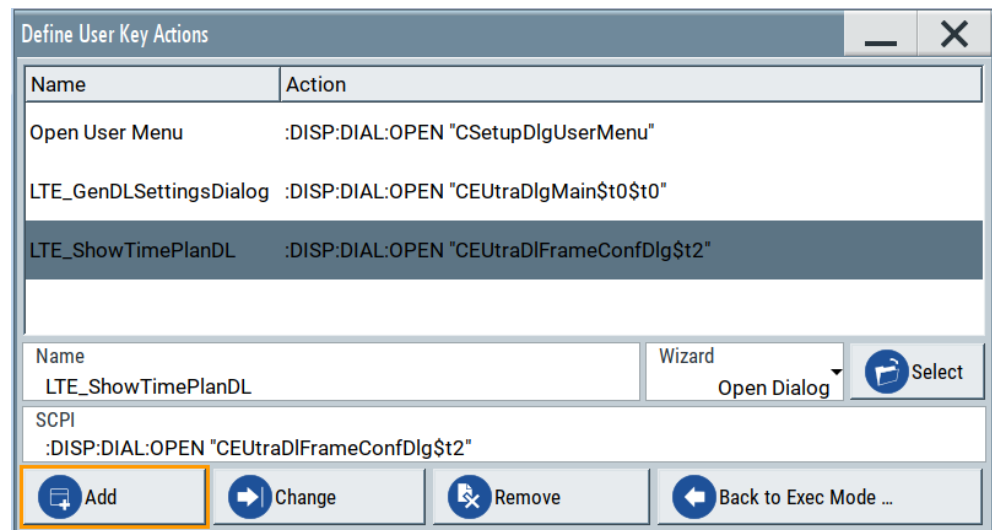 Define User Key Actions
Name Action
Open User Menu :DISP:DIAL:OPEN "CSetupDlgUserMenu"
LTE_GenDLSettingsDialog :DISP:DIAL:OPEN "CEUtraDlgMain$t0$t0"
LTE_ShowTimePlanDL :DISP:DIAL:OPEN "CEUtraDlFrameConfDlg$t2"
Name Wizard
LTE_ShowTimePlanDL Open Dialog Select
SCPI
:DISP:DIAL:OPEN "CEUtraDlFrameConfDlg$t2"
Add Change Remove Back to Exec Mode ...